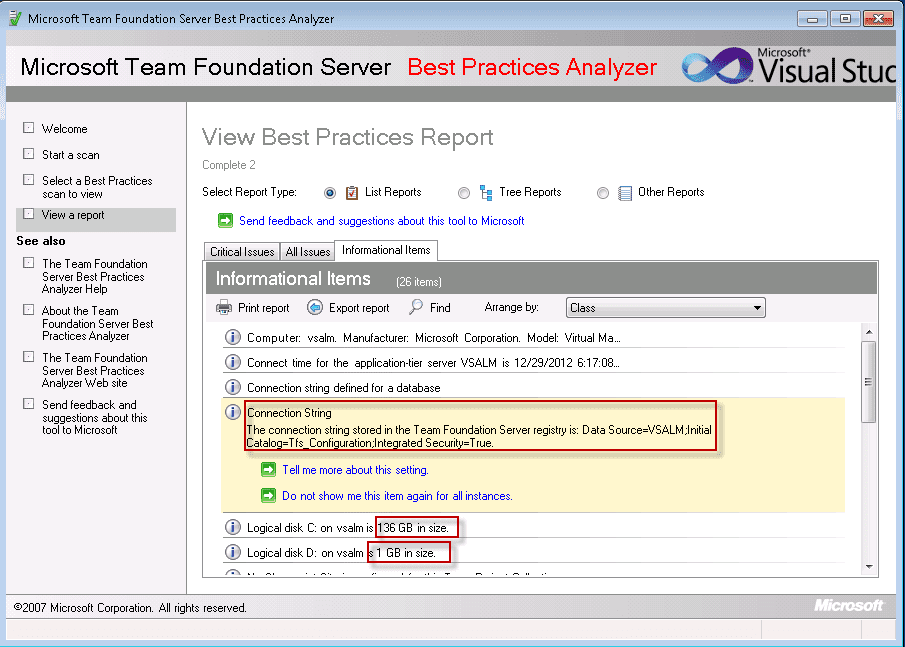 Microsoft Team Foundation Server Best Practices Analyzer
Microsoft Team Foundation Server Best Practices Analyzer
Microsoft® Visual Stud
Welcome
Start a scan
Select a Best Practices
scan to view
View a report
See also
The Team Foundation
Server Best Practices
Analyzer Help
About the Team
Foundation Server Best
Practices Analyzer
The Team Foundation
Server Best Practices
Analyzer Web site
Send feedback and
suggestions about this
tool to Microsoft
View Best Practices Report
Complete 2
Select Report Type: List Reports Tree Reports Other Reports
Send feedback and suggestions about this tool to Microsoft
Critical Issues All Issues Informational Items
Informational Items (26 items)
Print report Export report Find Arrange by: Class
Computer: vsalm. Manufacturer: Microsoft Corporation. Model: Virtual Ma...
Connect time for the application-tier server VSALM is 12/29/2012 6:17:08...
Connection string defined for a database
Connection String
The connection string stored in the Team Foundation Server registry is: Data Source=VSALM;Initial
Catalog=Tfs_Configuration;Integrated Security=True.
Tell me more about this setting.
Do not show me this item again for all instances.
Logical disk C: on vsalm is 136 GB in size.
Logical disk D: on vsalm is 1 GB in size.
©2007 Microsoft Corporation. All rights reserved.
Microsoft